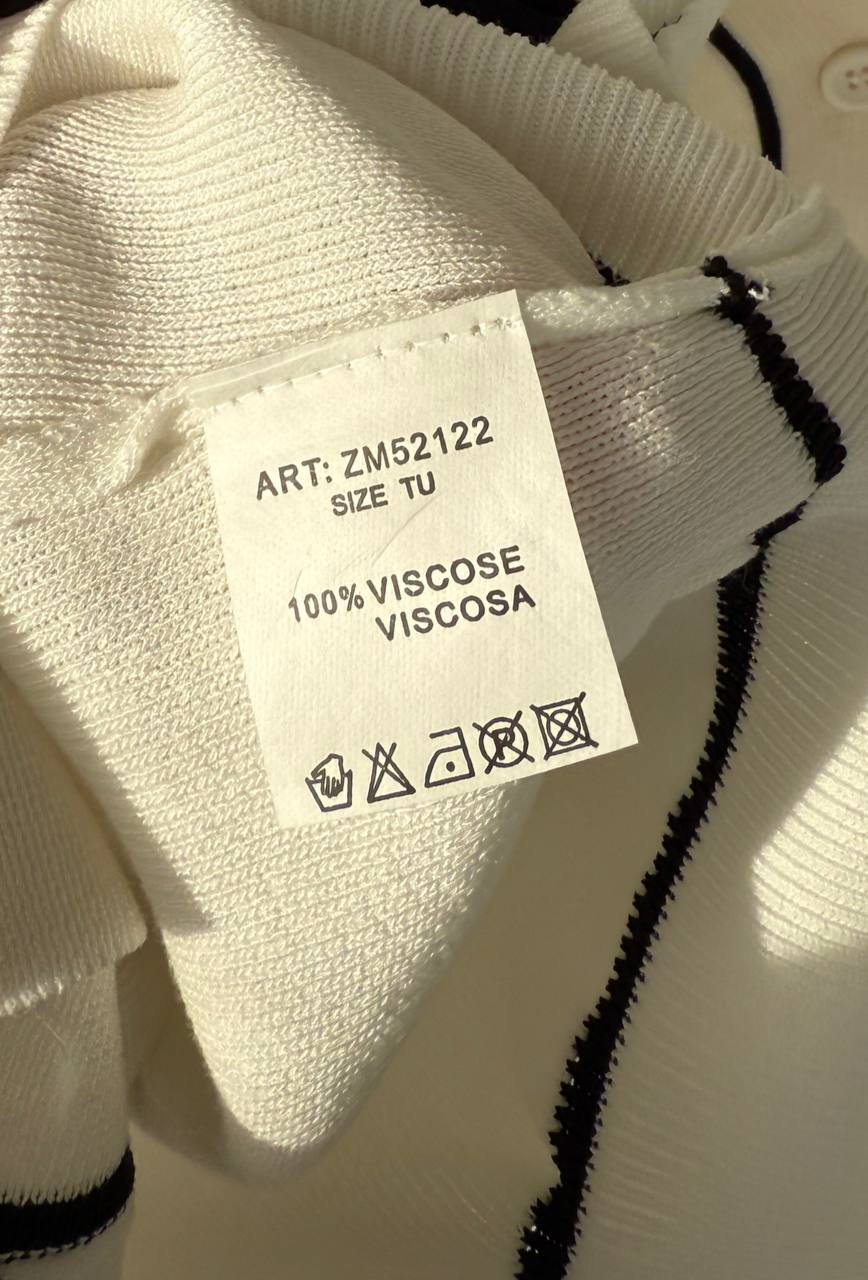 ART: ZM52122
SIZE TU
100% VISCOSE
VISCOSA
P